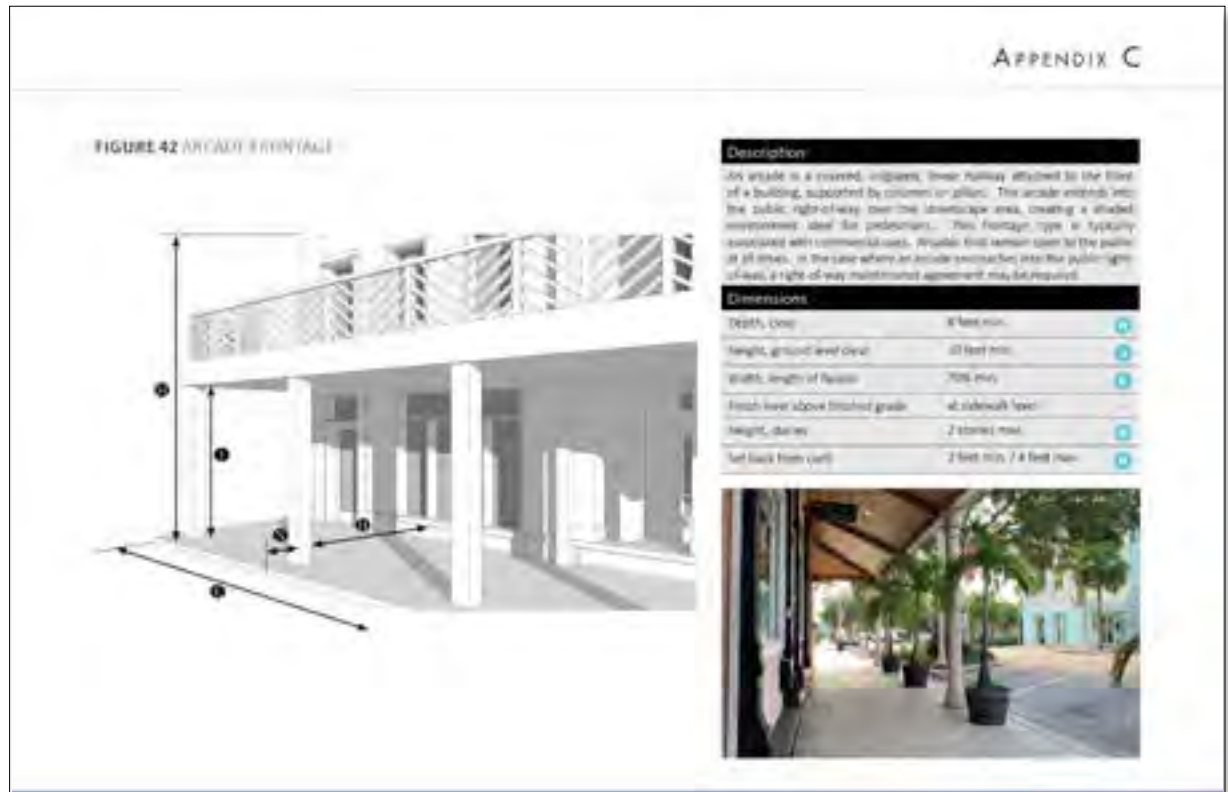 APPENDIX C
FIGURE 42 ARCADE FRONTAGE
Description
An arcade is a covered, linear hallway attached to the front
of a building, supported by columns or pillars. The arcade extends into
the public right-of-way over the streetscape area, creating a shaded
environment ideal for pedestrians. This frontage type is typically
associated with commercial uses. Arcades must remain open to the public
at all times. In the case where an arcade encroaches into the public right-
of-way, a right-of-way maintenance agreement may be required.
Dimensions
Depth, clear 8 feet min.
Height, ground level clear 10 feet min.
Width, length of facade 70% min.
Finish level above finished grade at sidewalk level
Height, stories 2 stories max.
Set back from curb 2 feet min. / 4 feet max.